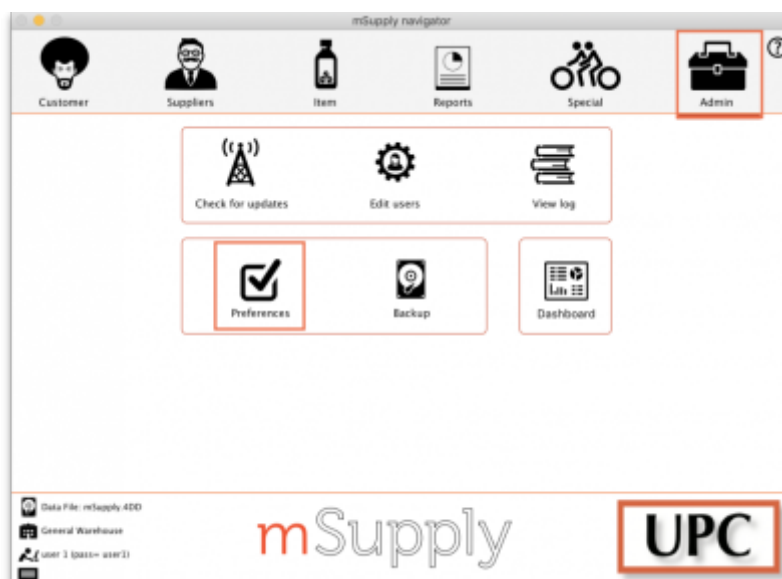 mSupply navigator
Customer Suppliers Item Reports Special Admin ?
Check for updates Edit users View log
Preferences Backup Dashboard
Data File: mSupply.4DD
General Warehouse
user 1 (pass= user1)
mSupply
UPC